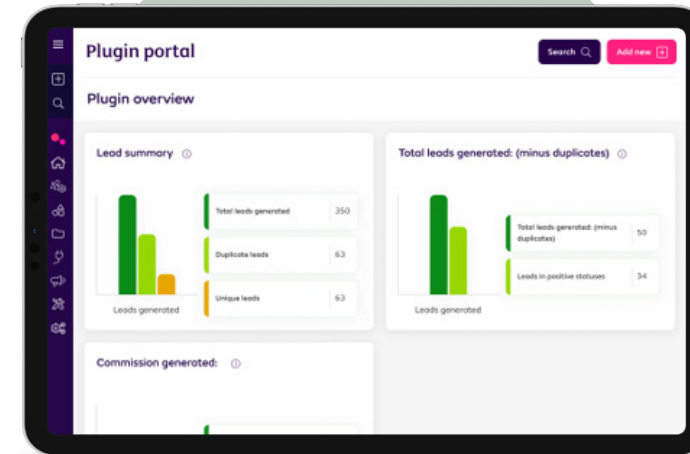 Plugin portal
Search
Add new
Plugin overview
Lead summary
Total leads generated 350
Duplicate leads 63
Unique leads 63
Leads generated
Total leads generated: (minus duplicates)
Total leads generated: (minus
duplicates) 50
Leads in positive statuses 34
Leads generated
Commission generated: